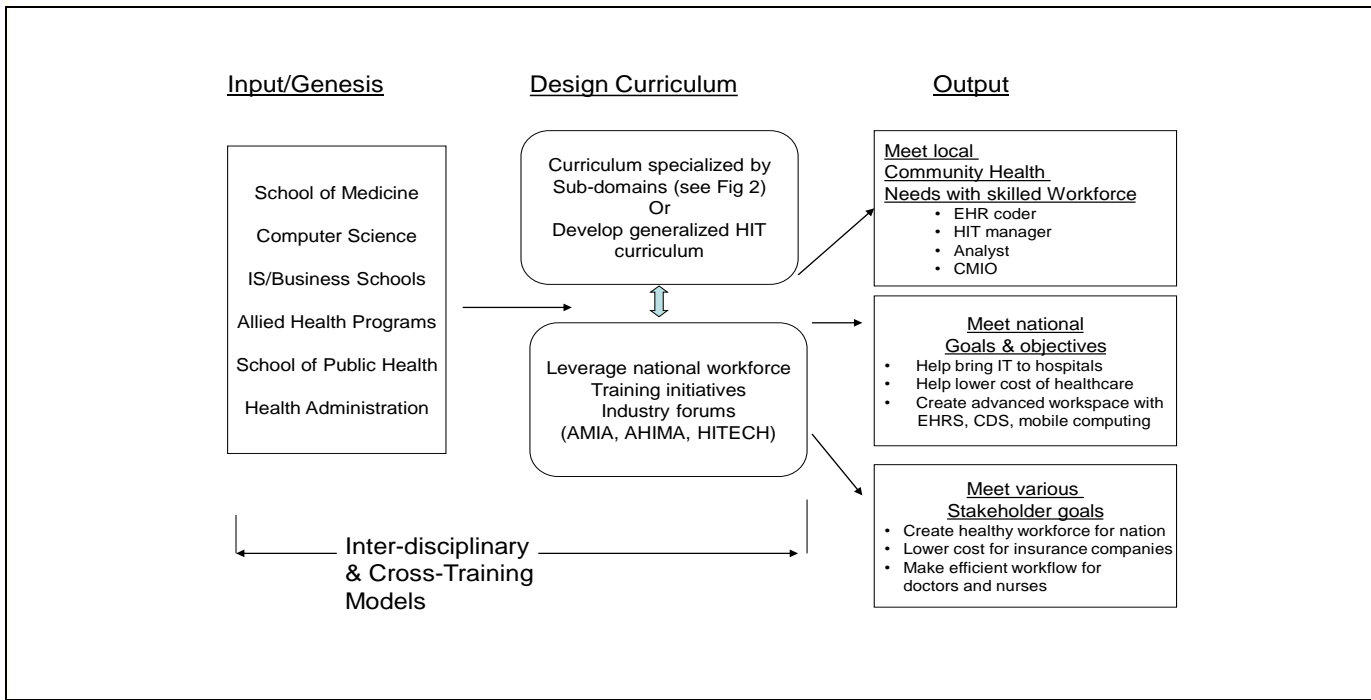 Input/Genesis
School of Medicine
Computer Science
IS/Business Schools
Allied Health Programs
School of Public Health
Health Administration
Design Curriculum
Curriculum specialized by
Sub-domains (see Fig 2)
Or
Develop generalized HIT
curriculum
Leverage national workforce
Training initiatives
Industry forums
(AMIA, AHIMA, HITECH)
Output
Meet local
Community Health
Needs with skilled Workforce
• EHR coder
• HIT manager
• Analyst
• CMIO
Meet national
Goals & objectives
• Help bring IT to hospitals
• Help lower cost of healthcare
• Create advanced workspace with
EHRS, CDS, mobile computing
Meet various
Stakeholder goals
• Create healthy workforce for nation
• Lower cost for insurance companies
• Make efficient workflow for
doctors and nurses
Inter-disciplinary
& Cross-Training
Models